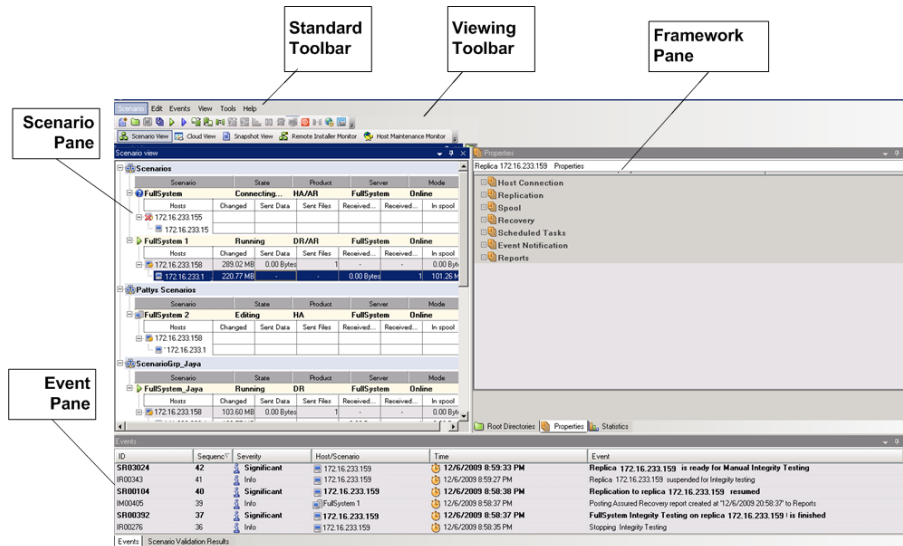 Standard Toolbar
Viewing Toolbar
Framework Pane
Scenario Pane
Event Pane
Scenario Edit Events View Tools Help
Scenario View Cloud View Snapshot View Remote Installer Monitor Host Maintenance Monitor
Scenario view
Scenarios
Scenario State Product Server Mode
FullSystem Connecting... HA/AR FullSystem Online
Hosts Changed Sent Data Sent Files Received... Received... In spool
172.16.233.155
172.16.233.15
FullSystem 1 Running DR/AR FullSystem Online
Hosts Changed Sent Data Sent Files Received... Received... In spool
172.16.233.158 289.02 MB 0.00 Bytes 1 - - 0.00 Byt
172.16.233.1 220.77 MB - - 0.00 Bytes 1 101.26 M
Pattys Scenarios
Scenario State Product Server Mode
FullSystem 2 Editing HA FullSystem Online
Hosts Changed Sent Data Sent Files Received... Received... In spool
172.16.233.158
172.16.233.1
ScenarioGrp_Jaya
Scenario State Product Server Mode
FullSystem_Jaya Running DR FullSystem Online
Hosts Changed Sent Data Sent Files Received... Received... In spool
172.16.233.158 103.60 MB 0.00 Bytes 1 - - 0.00 Byt
Properties
Replica 172.16.233.159 Properties
Host Connection
Replication
Spool
Recovery
Scheduled Tasks
Event Notification
Reports
Root Directories Properties Statistics
Events
ID Sequenc Severity Host/Scenario Time Event
SR03024 42 Significant 172.16.233.159 12/6/2009 8:59:33 PM Replica 172.16.233.159 is ready for Manual Integrity Testing
IR00343 41 Info 172.16.233.159 12/6/2009 8:59:27 PM Replica 172.16.233.159 suspended for Integrity testing
SR00104 40 Significant 172.16.233.159 12/6/2009 8:58:38 PM Replication to replica 172.16.233.159 resumed
IM00405 39 Info FullSystem 1 12/6/2009 8:58:37 PM Posting Assured Recovery report created at "12/6/2009 20:58:37' to Reports
SR00392 37 Significant 172.16.233.159 12/6/2009 8:58:37 PM FullSystem Integrity Testing on replica 172.16.233.159 is finished
IR00276 36 Info 172.16.233.159 12/6/2009 8:58:35 PM Stopping Integrity Testing
Events Scenario Validation Results